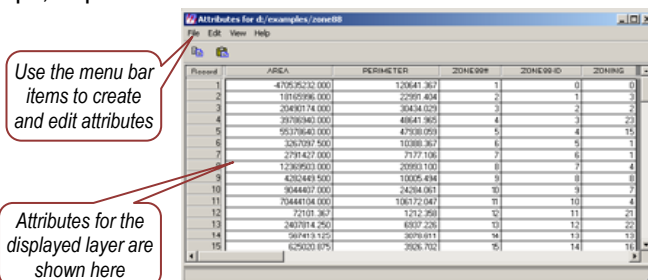 Attributes for d:/examples/zone88
File Edit View Help
Use the menu bar
items to create
and edit attributes
Record AREA PERIMETER ZONE88# ZONE88-ID ZONING
1 -470535232.000 120641.367 1 0 0
2 18165996.000 22991.404 2 1 3
3 20490174.000 30434.029 3 2 2
4 39786940.000 48641.965 4 3 23
5 55378640.000 47938.059 5 4 15
6 3267097.500 10388.367 6 5 1
7 2791427.000 7177.106 7 6 1
8 12369503.000 20993.100 8 7 4
9 4282449.500 10005.494 9 8 8
10 9044407.000 24284.061 10 9 7
11 70444104.000 106172.047 11 10 4
12 72101.367 1212.358 12 11 21
13 2407814.250 6937.226 13 12 22
14 567413.125 3078.611 14 13 13
15 625020.875 3926.702 15 14 16
Attributes for the
displayed layer are
shown here